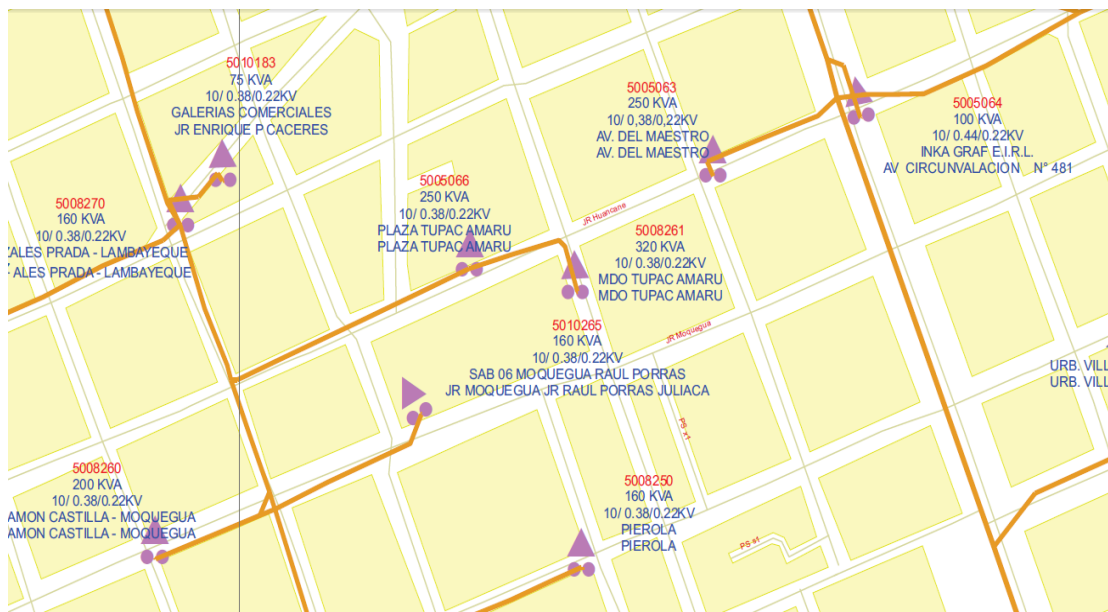 5010183
75 KVA
10/ 0.38/0.22KV
GALERIAS COMERCIALES
JR ENRIQUE P CACERES
5005063
250 KVA
10/ 0,38/0,22KV
AV. DEL MAESTRO
AV. DEL MAESTRO
5005064
100 KVA
10/ 0.44/0.22KV
INKA GRAF E.I.R.L.
AV CIRCUNVALACION N° 481
5008270
160 KVA
10/ 0.38/0.22KV
ZALES PRADA - LAMBAYEQUE
ALES PRADA - LAMBAYEQUE
5005066
250 KVA
10/ 0.38/0.22KV
PLAZA TUPAC AMARU
PLAZA TUPAC AMARU
JR Huancane
5008261
320 KVA
10/ 0.38/0.22KV
MDO TUPAC AMARU
MDO TUPAC AMARU
5010265
160 KVA
10/ 0.38/0.22KV
SAB 06 MOQUEGUA RAUL PORRAS
JR MOQUEGUA JR RAUL PORRAS JULIACA
JR Moquegua
URB. VILL
URB. VILL
PS x1
5008260
200 KVA
10/ 0.38/0.22KV
AMON CASTILLA - MOQUEGUA
AMON CASTILLA - MOQUEGUA
5008250
160 KVA
10/ 0.38/0.22KV
PIEROLA
PIEROLA
PS s1